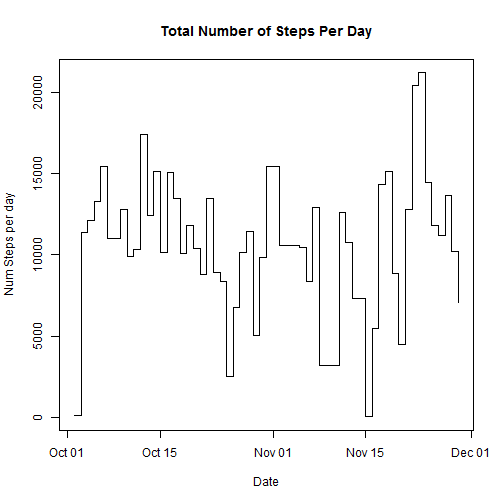 Total Number of Steps Per Day
Num Steps per day
20000
15000
10000
5000
0
Oct 01
Oct 15
Nov 01
Nov 15
Dec 01
Date